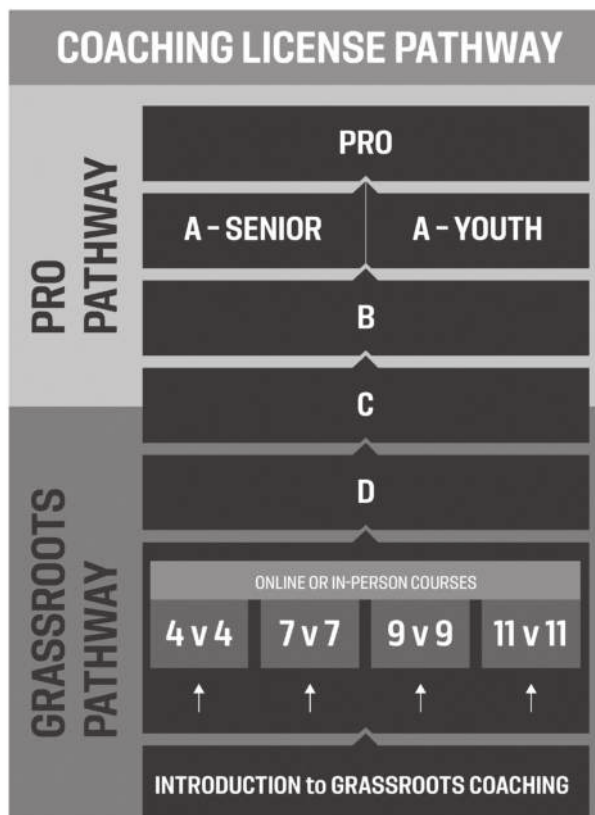 COACHING LICENSE PATHWAY
PRO
PATHWAY
PRO
A – SENIOR
A – YOUTH
B
C
GRASSROOTS
PATHWAY
D
ONLINE OR IN-PERSON COURSES
4 v 4
7 v 7
9 v 9
11 v 11
INTRODUCTION to GRASSROOTS COACHING